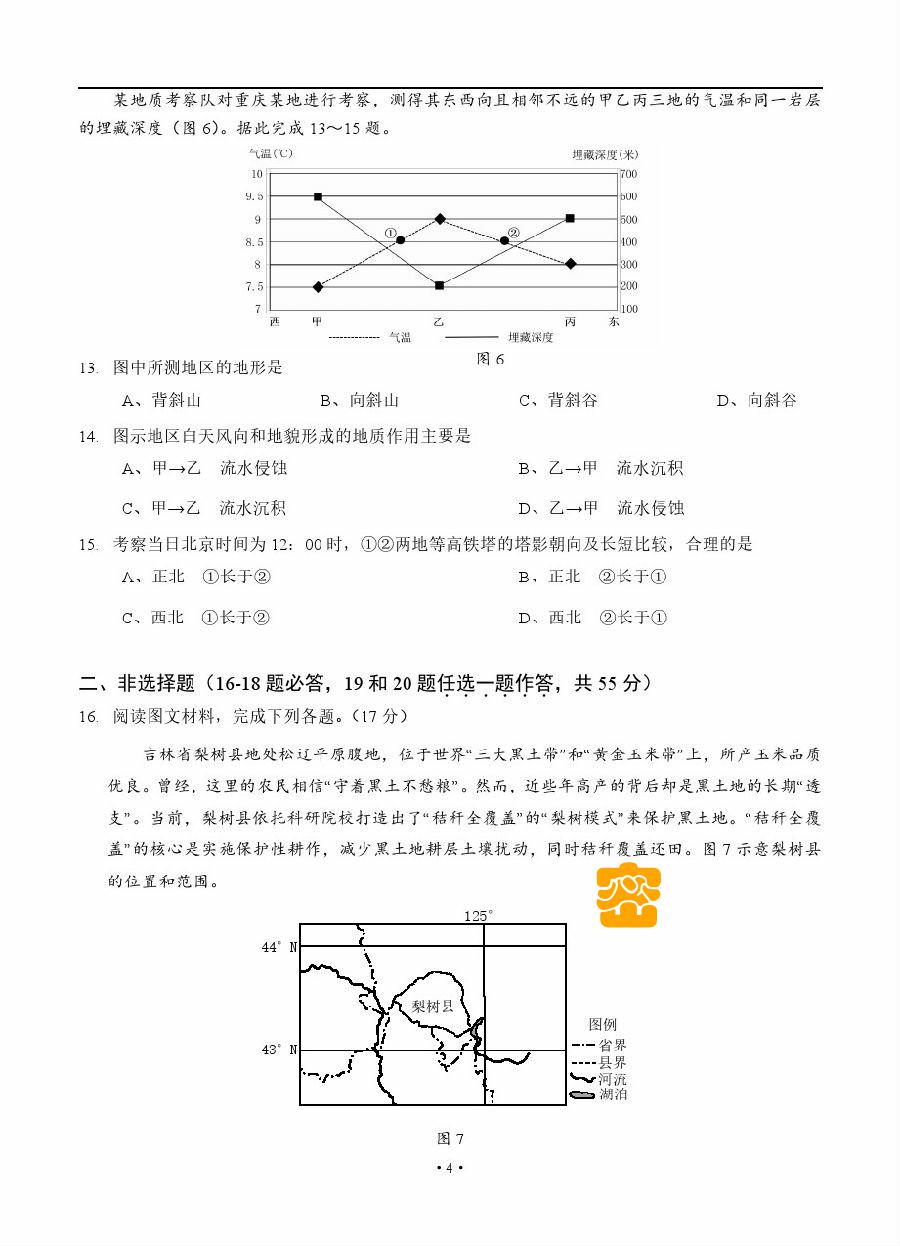 某地质考察队对重庆某地进行考察，测得其东西向且相邻不远的甲乙丙三地的气温和同一岩层
的埋藏深度（图 6）。据此完成 13～15 题。
气温(℃) 埋藏深度(米)
10 700
9.5 600
9 500
① ②
8.5 400
8 300
7.5 200
7 100
西 甲 乙 丙 东
气温 埋藏深度
图 6
13. 图中所测地区的地形是
A、背斜山 B、向斜山 C、背斜谷 D、向斜谷
14. 图示地区白天风向和地貌形成的地质作用主要是
A、甲→乙 流水侵蚀 B、乙→甲 流水沉积
C、甲→乙 流水沉积 D、乙→甲 流水侵蚀
15. 考察当日北京时间为 12：00 时，①②两地等高铁塔的塔影朝向及长短比较，合理的是
A、正北 ①长于② B、正北 ②长于①
C、西北 ①长于② D、西北 ②长于①
二、非选择题（16-18 题必答，19 和 20 题任选一题作答，共 55 分）
16. 阅读图文材料，完成下列各题。（17 分）
吉林省梨树县地处松辽平原腹地，位于世界“三大黑土带”和“黄金玉米带”上，所产玉米品质
优良。曾经，这里的农民相信“守着黑土不愁粮”。然而，近些年高产的背后却是黑土地的长期“透
支”。当前，梨树县依托科研院校打造出了“秸秆全覆盖”的“梨树模式”来保护黑土地。“秸秆全覆
盖”的核心是实施保护性耕作，减少黑土地耕层土壤扰动，同时秸秆覆盖还田。图 7 示意梨树县
的位置和范围。
125°
44° N
梨树县
43° N
图例
省界
县界
河流
湖泊
图 7
·4·